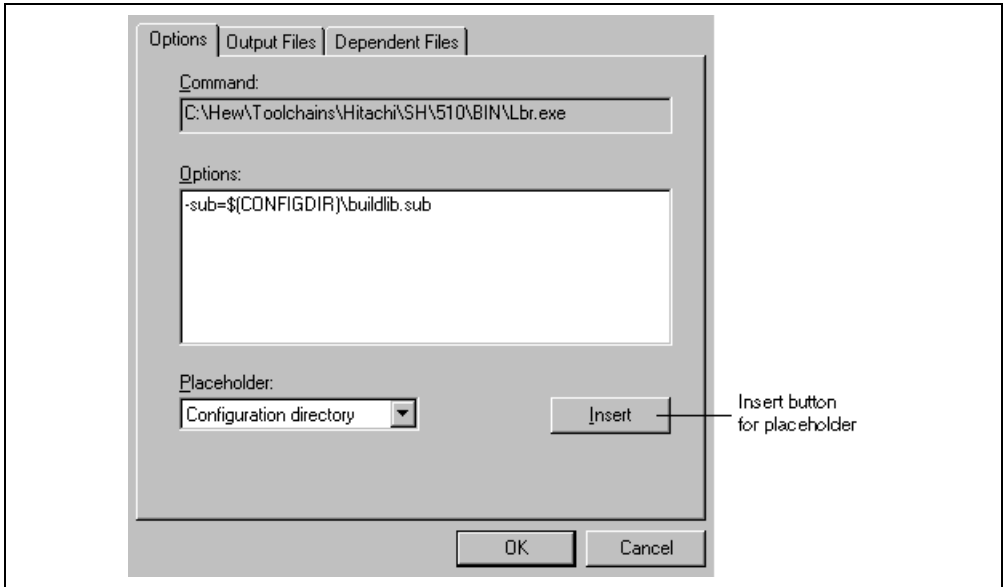 Options Output Files Dependent Files
Command:
C:\Hew\Toolchains\Hitachi\SH\510\BIN\Lbr.exe
Options:
-sub=$(CONFIGDIR)\buildlib.sub
Placeholder:
Configuration directory
Insert
Insert button
for placeholder
OK Cancel